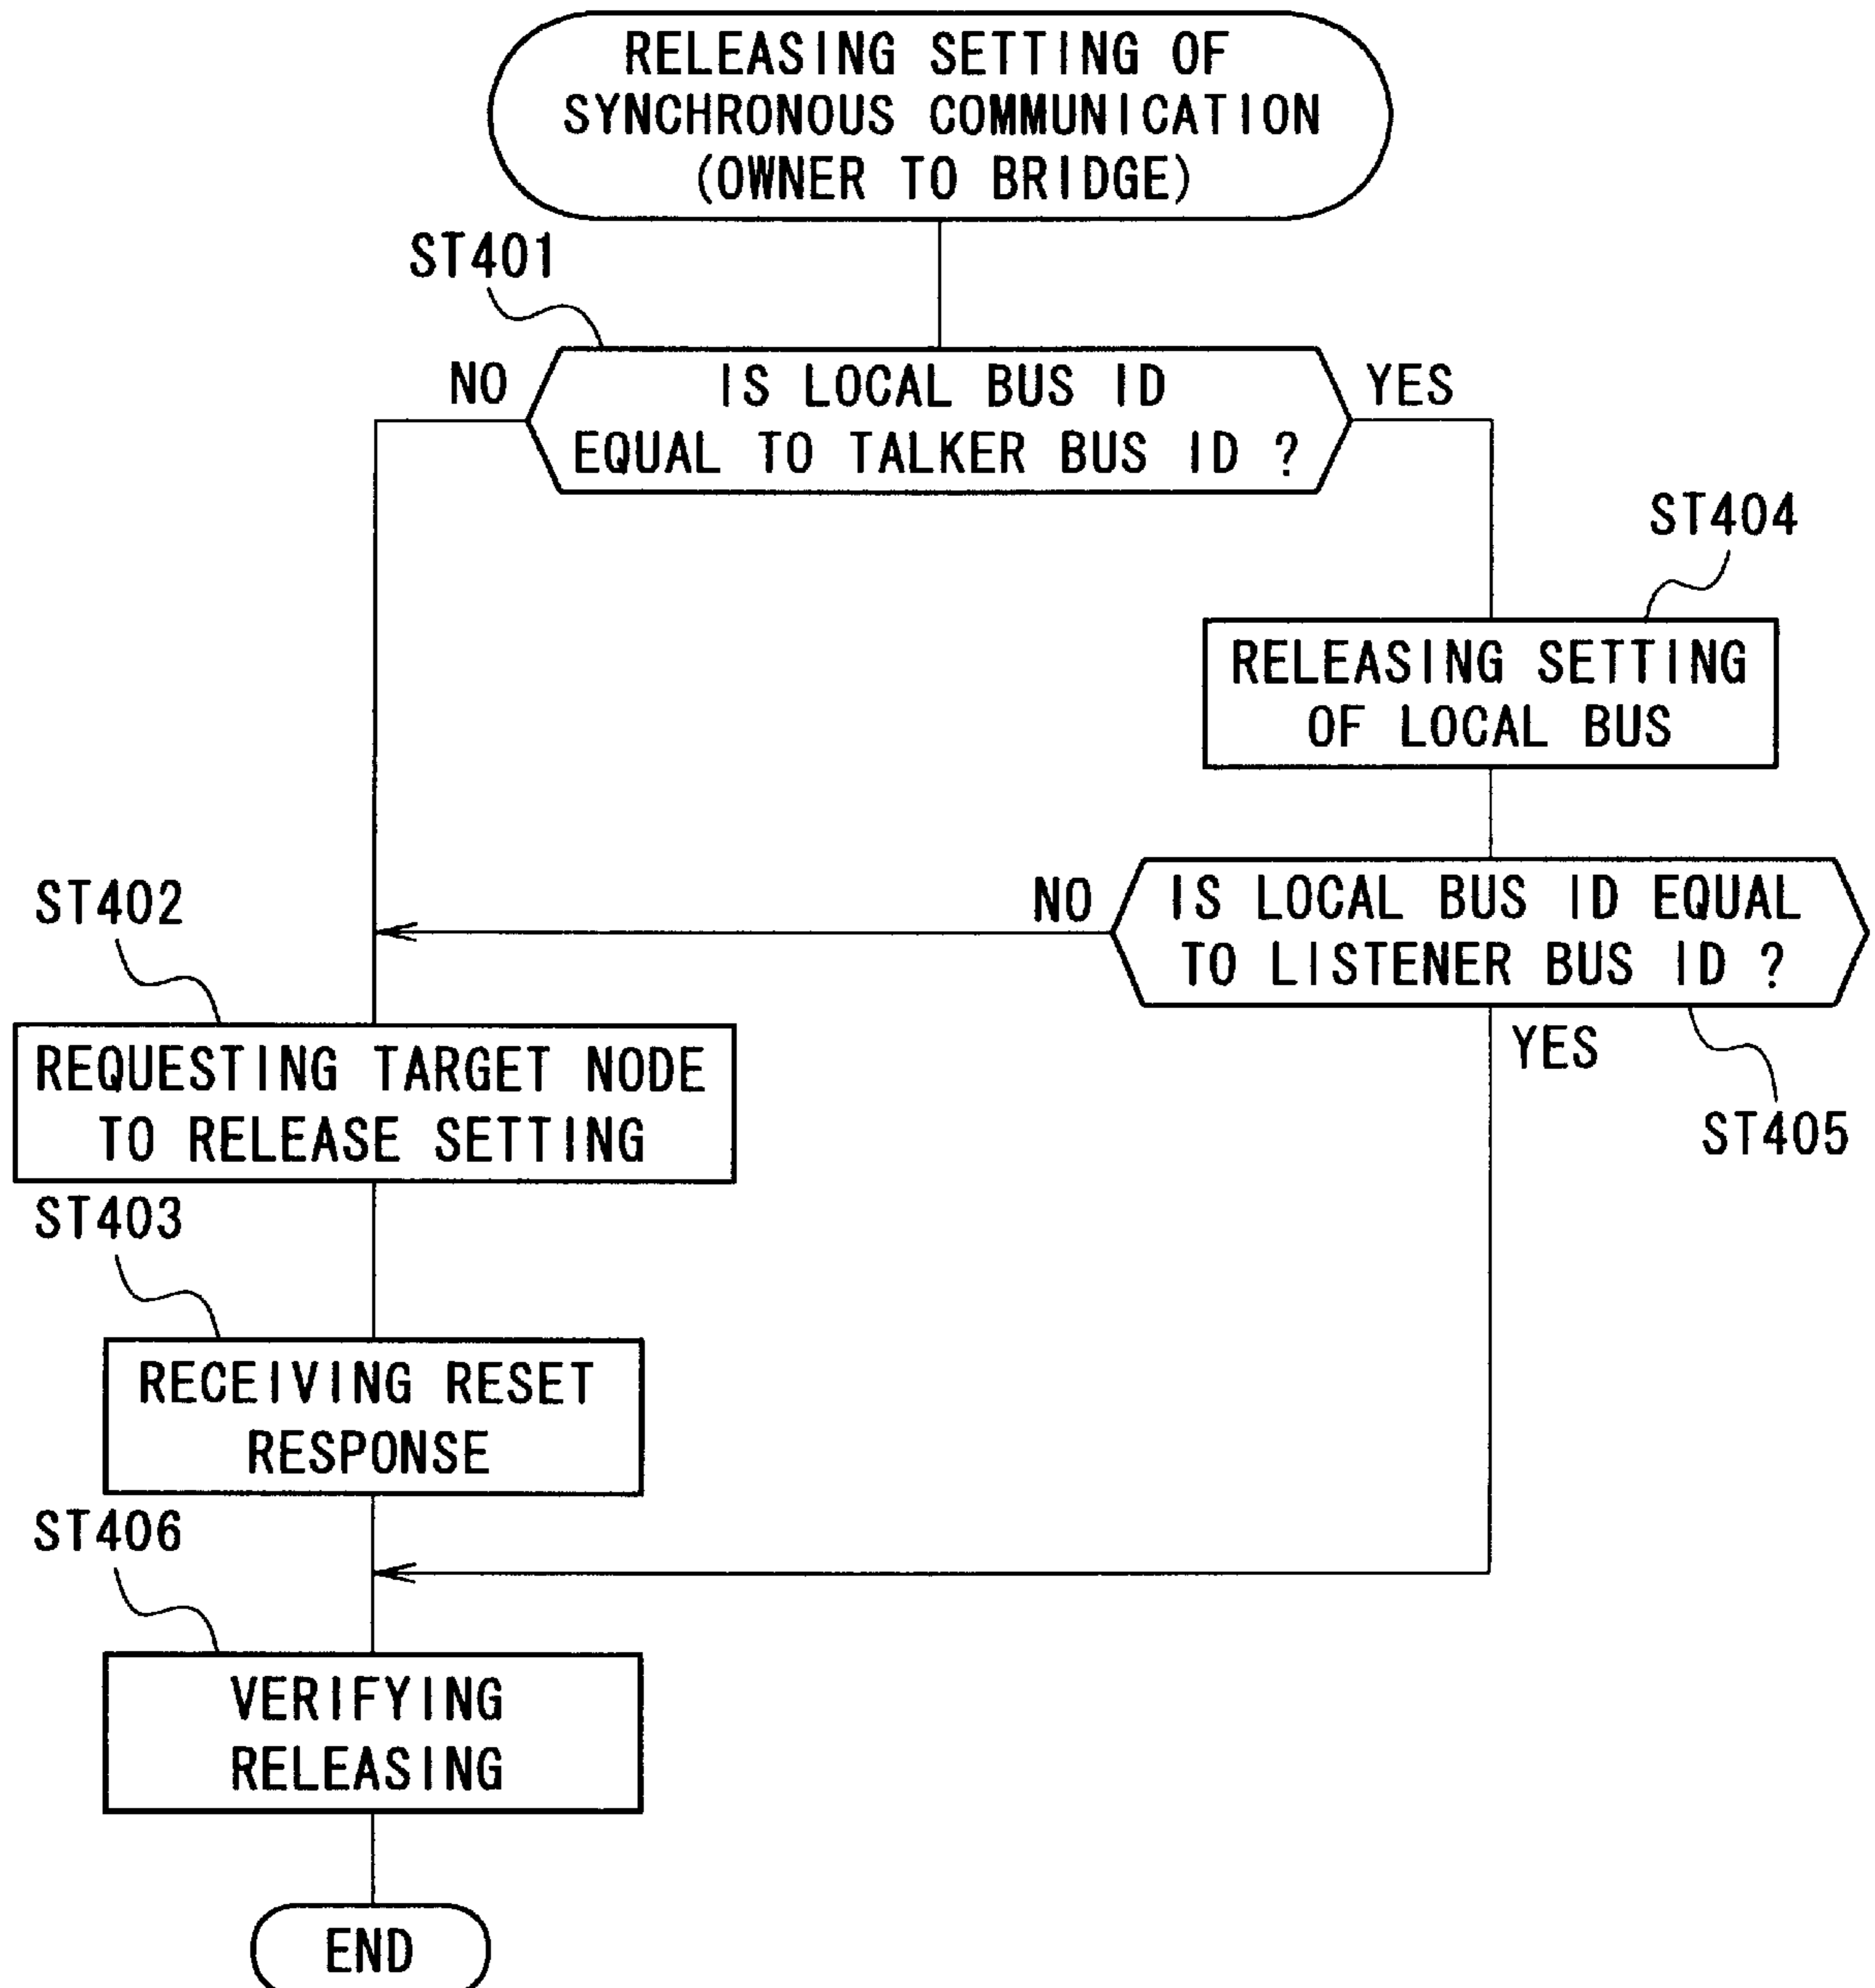 RELEASING SETTING OF
SYNCHRONOUS COMMUNICATION
(OWNER TO BRIDGE)
ST401
NO
IS LOCAL BUS ID
EQUAL TO TALKER BUS ID ?
YES
ST404
RELEASING SETTING
OF LOCAL BUS
ST402
NO
IS LOCAL BUS ID EQUAL
TO LISTENER BUS ID ?
YES
ST405
REQUESTING TARGET NODE
TO RELEASE SETTING
ST403
RECEIVING RESET
RESPONSE
ST406
VERIFYING
RELEASING
END